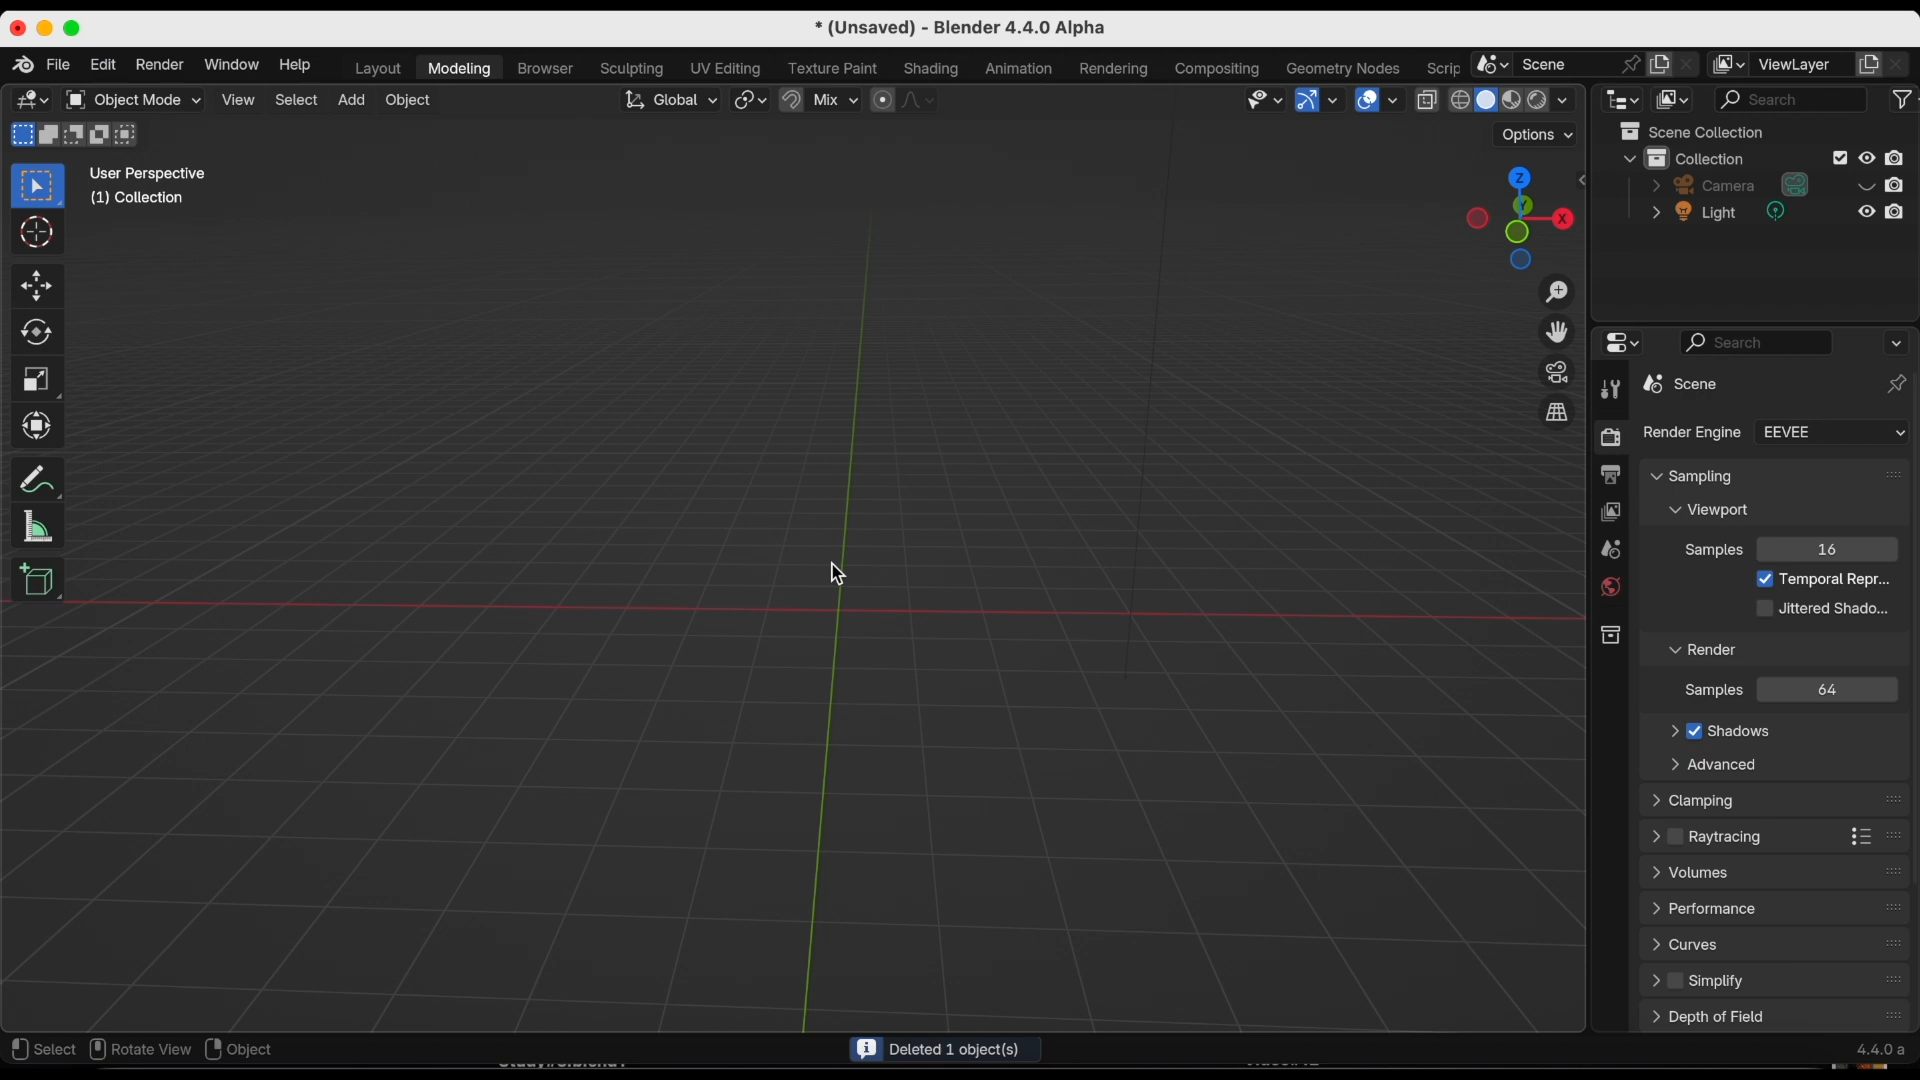 * (Unsaved) - Blender 4.4.0 Alpha
File Edit Render Window Help Layout Modeling Browser Sculpting UV Editing Texture Paint Shading Animation Rendering Compositing Geometry Nodes Scrip Scene ViewLayer
Object Mode View Select Add Object Global Mix Search
Options
User Perspective
(1) Collection
Z
Y
X
Scene Collection
Collection
Camera
Light
Search
Scene
Render Engine EEVEE
Sampling
Viewport
Samples 16
Temporal Repr...
Jittered Shado...
Render
Samples 64
Shadows
Advanced
Clamping
Raytracing
Volumes
Performance
Curves
Simplify
Depth of Field
Select Rotate View Object Deleted 1 object(s) 4.4.0 a